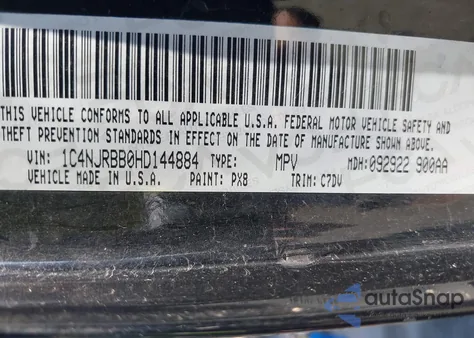 THIS VEHICLE CONFORMS TO ALL APPLICABLE U.S.A. FEDERAL MOTOR VEHICLE SAFETY AND
THEFT PREVENTION STANDARDS IN EFFECT ON THE DATE OF MANUFACTURE SHOWN ABOVE.
VIN: 1C4NJRBB0HD144884 TYPE: MPV MDH:092922 900AA
VEHICLE MADE IN U.S.A. PAINT: PX8 TRIM: C7DV
autoSnap